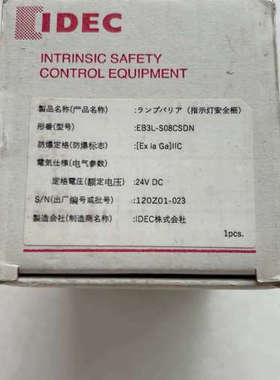 IDEC
INTRINSIC SAFETY
CONTROL EQUIPMENT
製品名称(产品名称) :ランプバリア (指示灯安全栅)
形番(型号) :EB3L-S08CSDN
防爆定格(防爆标志) :[Ex ia Ga]IIC
電気仕様(电气参数)
定格電圧(额定电压) :24V DC
S/N(出厂编号或批号) :120Z01-023
製造会社(制造商名称) :IDEC株式会社
1pcs.